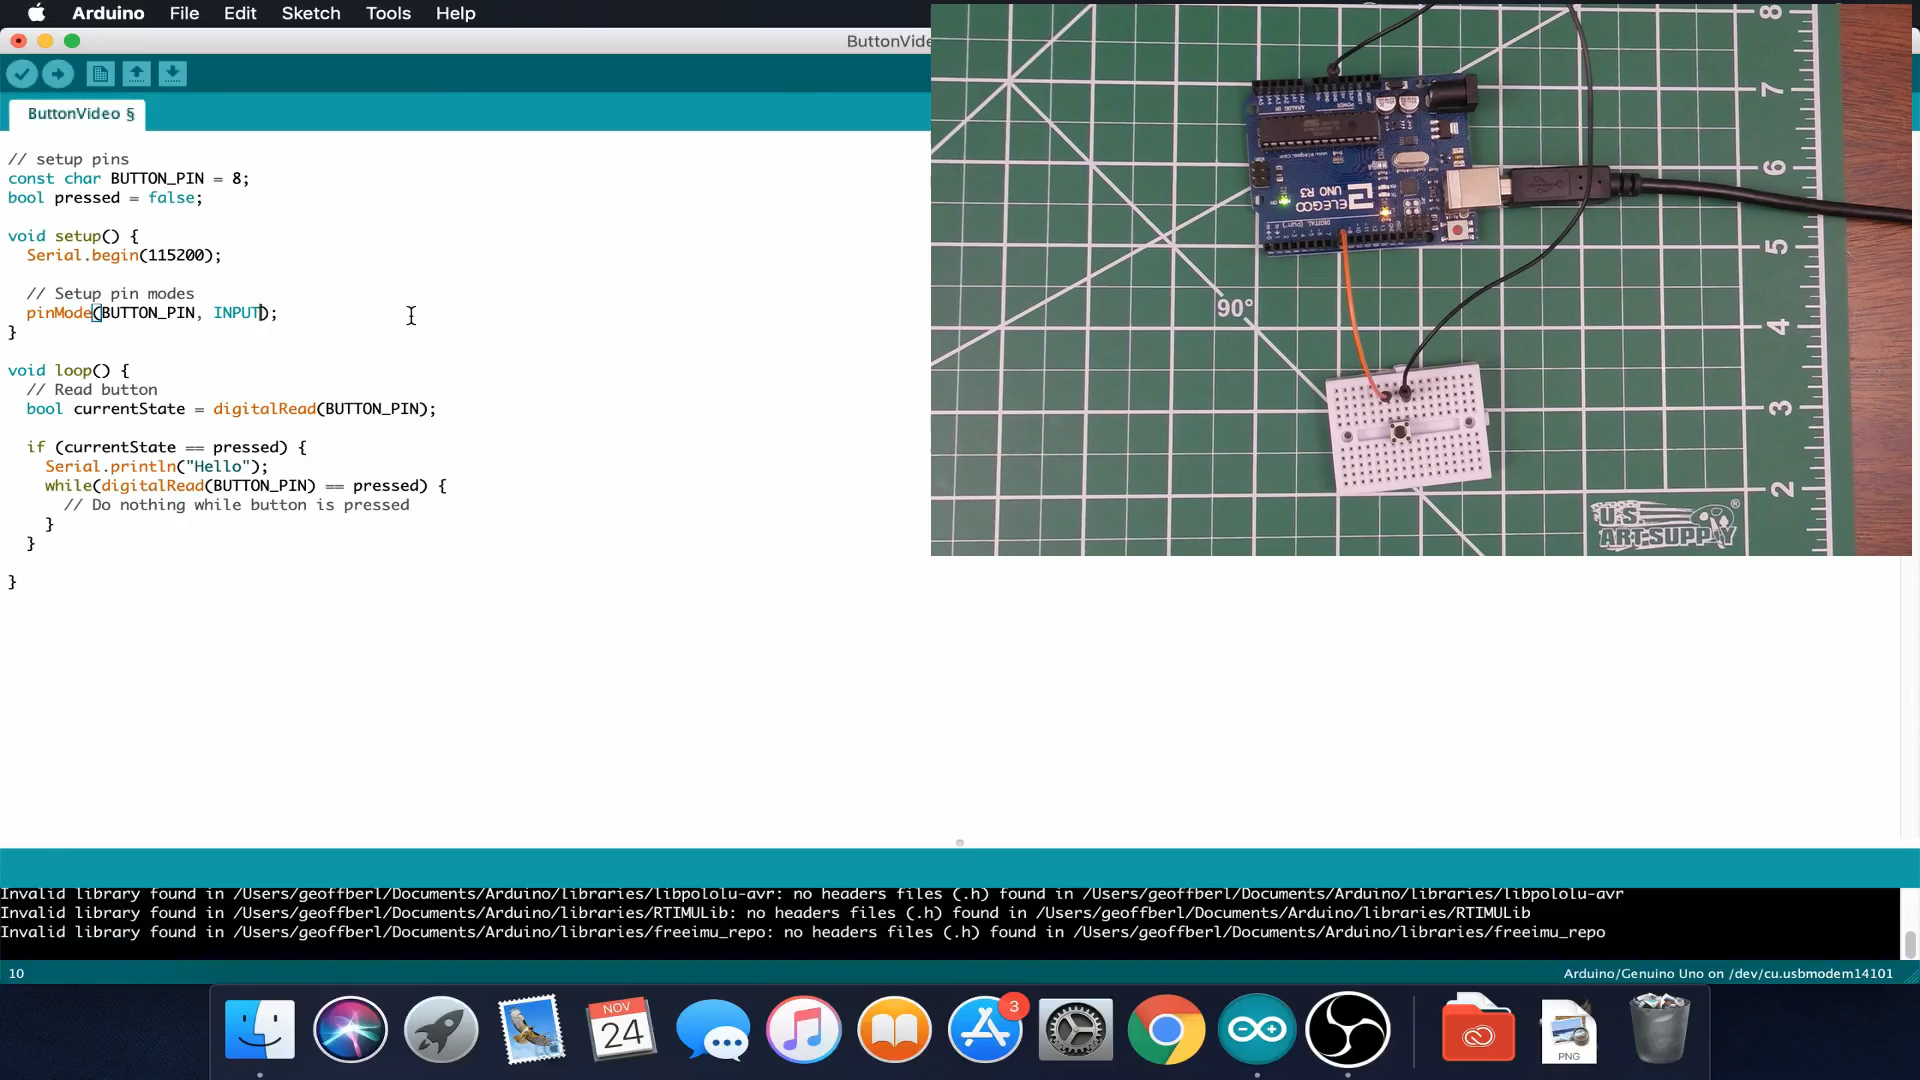 Arduino File Edit Sketch Tools Help
ButtonVide
ButtonVideo §
// setup pins
const char BUTTON_PIN = 8;
bool pressed = false;
void setup() {
Serial.begin(115200);
// Setup pin modes
pinMode(BUTTON_PIN, INPUT);
}
void loop() {
// Read button
bool currentState = digitalRead(BUTTON_PIN);
if (currentState == pressed) {
Serial.println("Hello");
while(digitalRead(BUTTON_PIN) == pressed) {
// Do nothing while button is pressed
}
}
}
8
7
6
5
4
3
2
90°
UNO R3
ELEGOO
U.S.
ART SUPPLY
®
Invalid library found in /Users/geoffberl/Documents/Arduino/libraries/libpololu-avr: no headers files (.h) found in /Users/geoffberl/Documents/Arduino/libraries/libpololu-avr
Invalid library found in /Users/geoffberl/Documents/Arduino/libraries/RTIMULib: no headers files (.h) found in /Users/geoffberl/Documents/Arduino/libraries/RTIMULib
Invalid library found in /Users/geoffberl/Documents/Arduino/libraries/freeimu_repo: no headers files (.h) found in /Users/geoffberl/Documents/Arduino/libraries/freeimu_repo
10
Arduino/Genuino Uno on /dev/cu.usbmodem14101
NOV
24
3
PNG